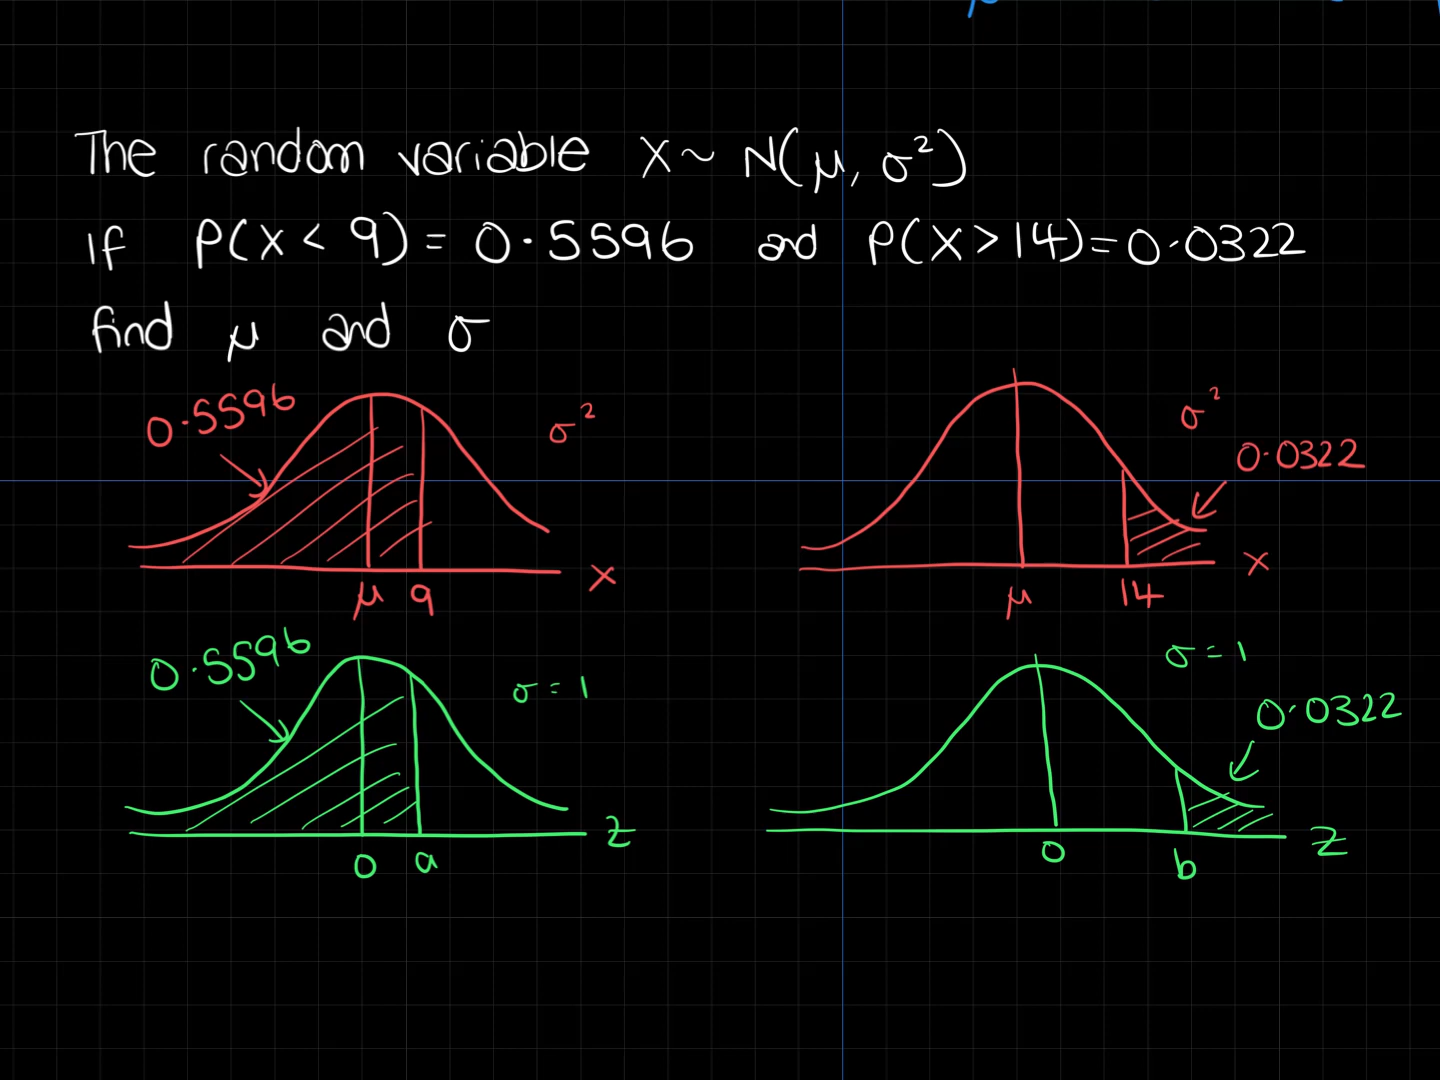 The random variable X ~ N(μ, σ²)
If P(X < 9) = 0.5596 and P(X > 14) = 0.0322
find μ and σ
0.5596
σ²
μ 9
X
σ²
0.0322
μ 14
X
0.5596
σ = 1
0 a
Z
σ = 1
0.0322
0 b
Z